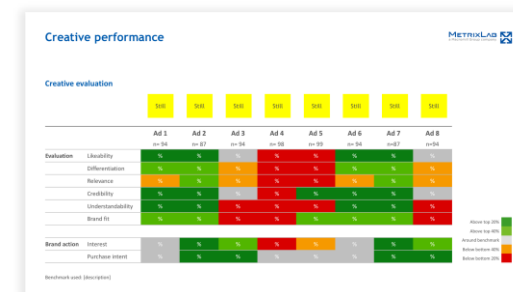 Creative performance
METRIXLAB
Creative evaluation
Still Still Still Still Still Still Still Still
Ad 1 Ad 2 Ad 3 Ad 4 Ad 5 Ad 6 Ad 7 Ad 8
n= 94 n= 87 n= 94 n= 98 n= 99 n= 94 n=87 n=94
Evaluation Likeability % % % % % % % %
Differentiation % % % % % % % %
Relevance % % % % % % % %
Credibility % % % % % % % %
Understandability % % % % % % % %
Brand fit % % % % % % % %
Brand action Interest % % % % % % % %
Purchase intent % % % % % % % %
Above top 20%
Above top 40%
Around benchmark
Below bottom 40%
Below bottom 20%
Benchmark used: [description]